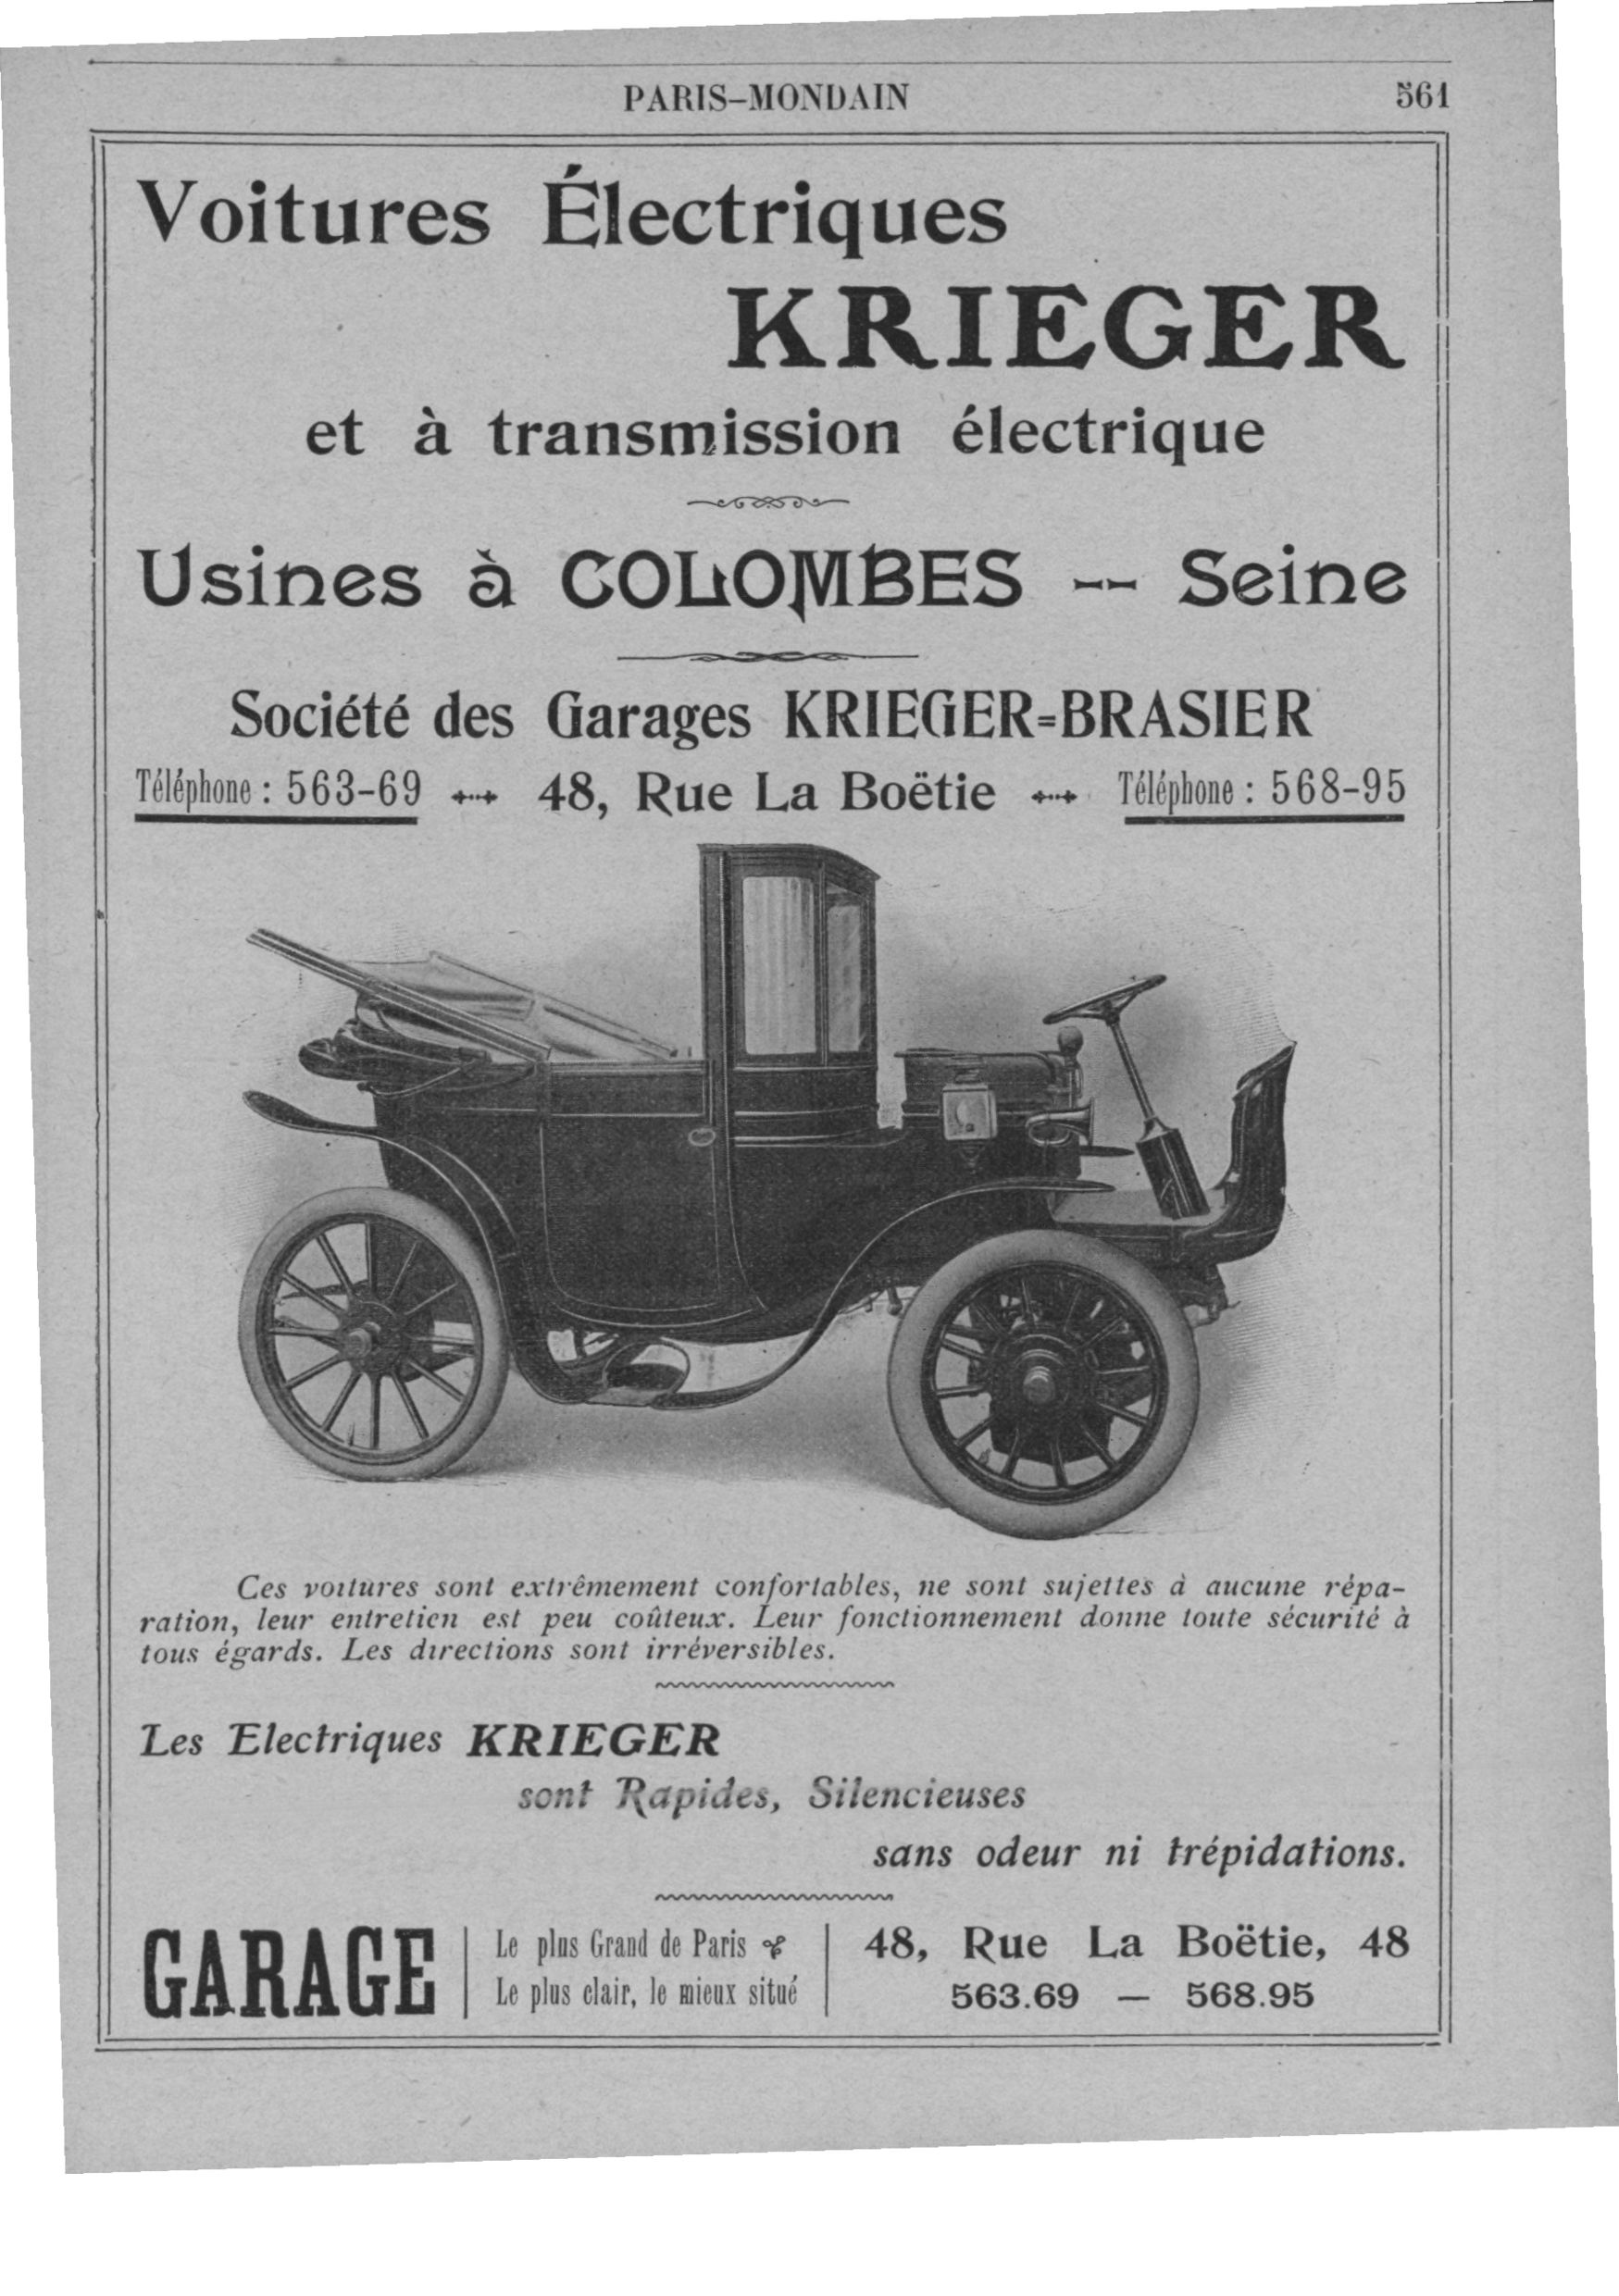 PARIS-MONDAIN 561
Voitures Électriques
KRIEGER
et à transmission électrique
Usines à COLOMBES -- Seine
Société des Garages KRIEGER=BRASIER
Téléphone : 563-69 48, Rue La Boëtie Téléphone : 568-95
Ces voitures sont extrêmement confortables, ne sont sujettes à aucune répa-
ration, leur entretien est peu coûteux. Leur fonctionnement donne toute sécurité à
tous égards. Les directions sont irréversibles.
Les Electriques KRIEGER
sont Rapides, Silencieuses
sans odeur ni trépidations.
GARAGE
Le plus Grand de Paris
Le plus clair, le mieux situé
48, Rue La Boëtie, 48
563.69 — 568.95